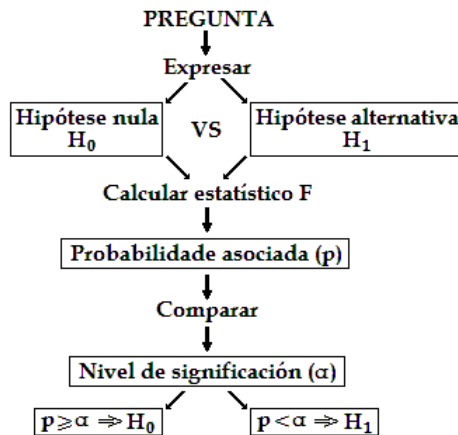 PREGUNTA
Expresar
Hipótese nula
H₀
VS
Hipótese alternativa
H₁
Calcular estatístico F
Probabilidade asociada (p)
Comparar
Nivel de significación (α)
p⩾α ⇒ H₀
p<α ⇒ H₁